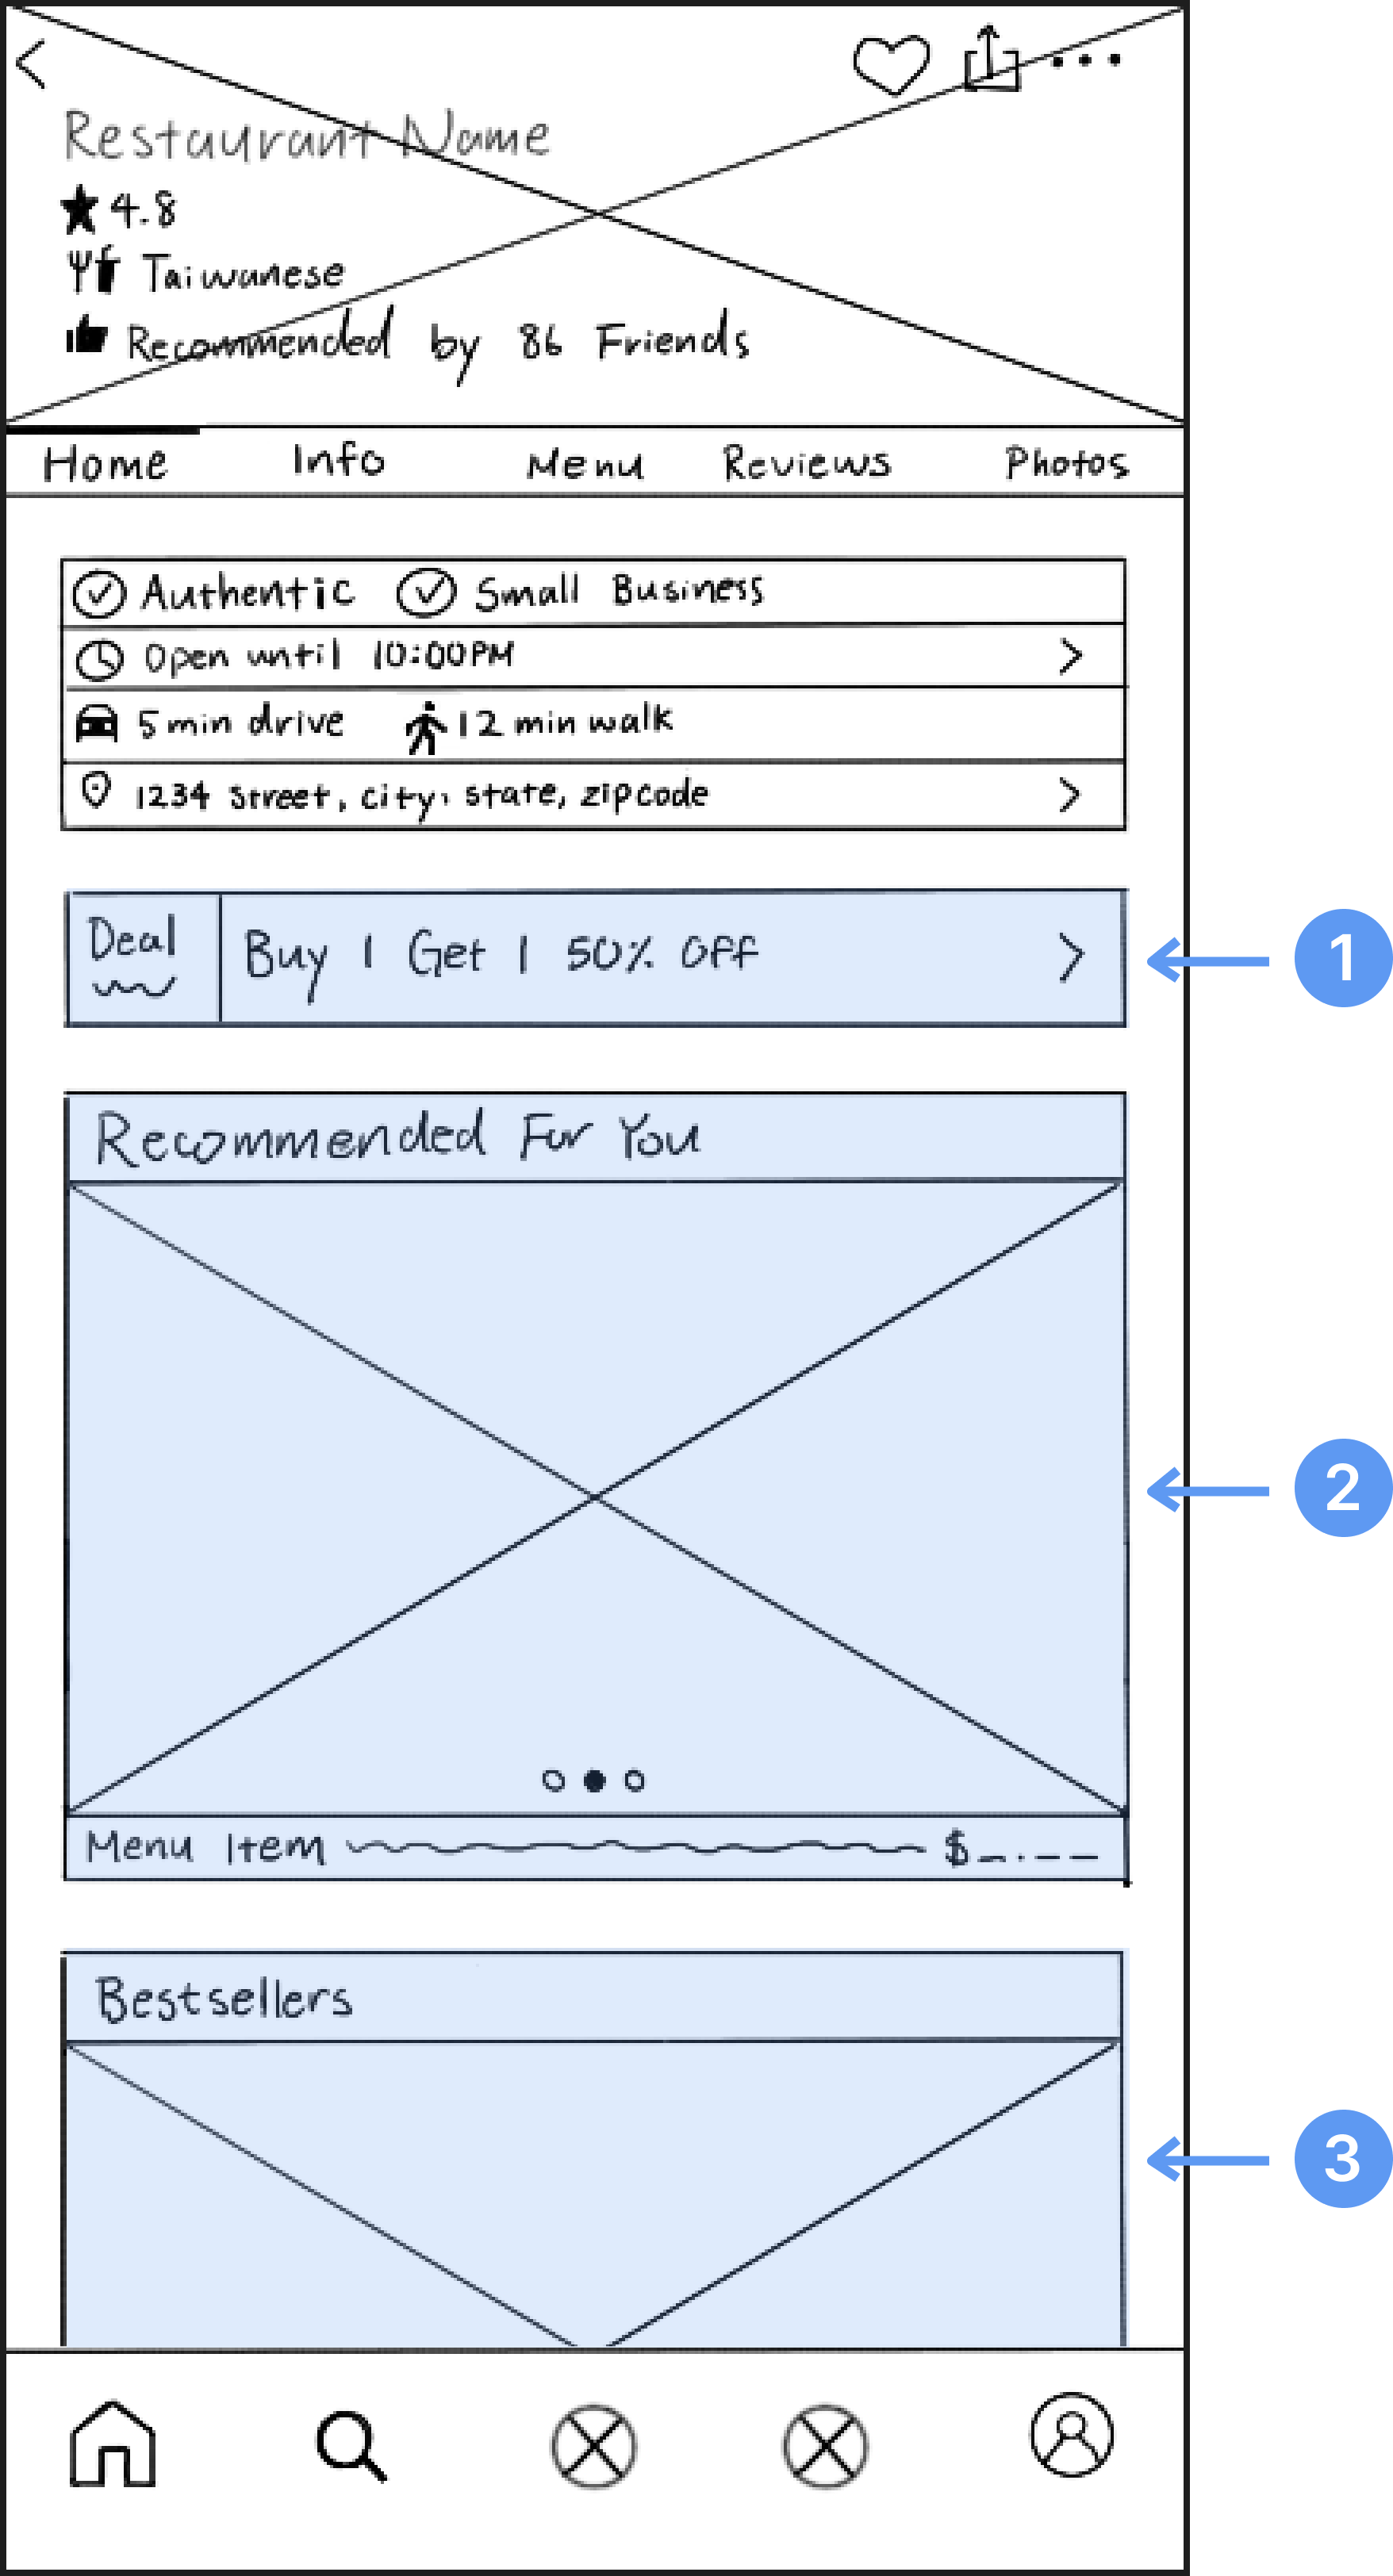 Restaurant Name
4.8
Taiwanese
Recommended by 86 Friends
Home Info Menu Reviews Photos
Authentic Small Business
Open until 10:00PM
5 min drive 12 min walk
1234 street, city, state, zipcode
Deal Buy 1 Get 1 50% OFF
1
Recommended For You
2
Menu Item $_.__
Bestsellers
3